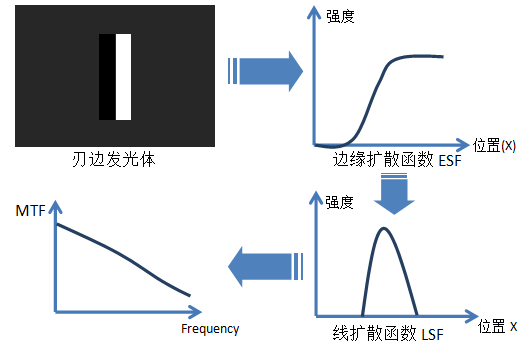 刃边发光体
强度
位置(X)
边缘扩散函数 ESF
强度
位置 X
线扩散函数 LSF
MTF
Frequency